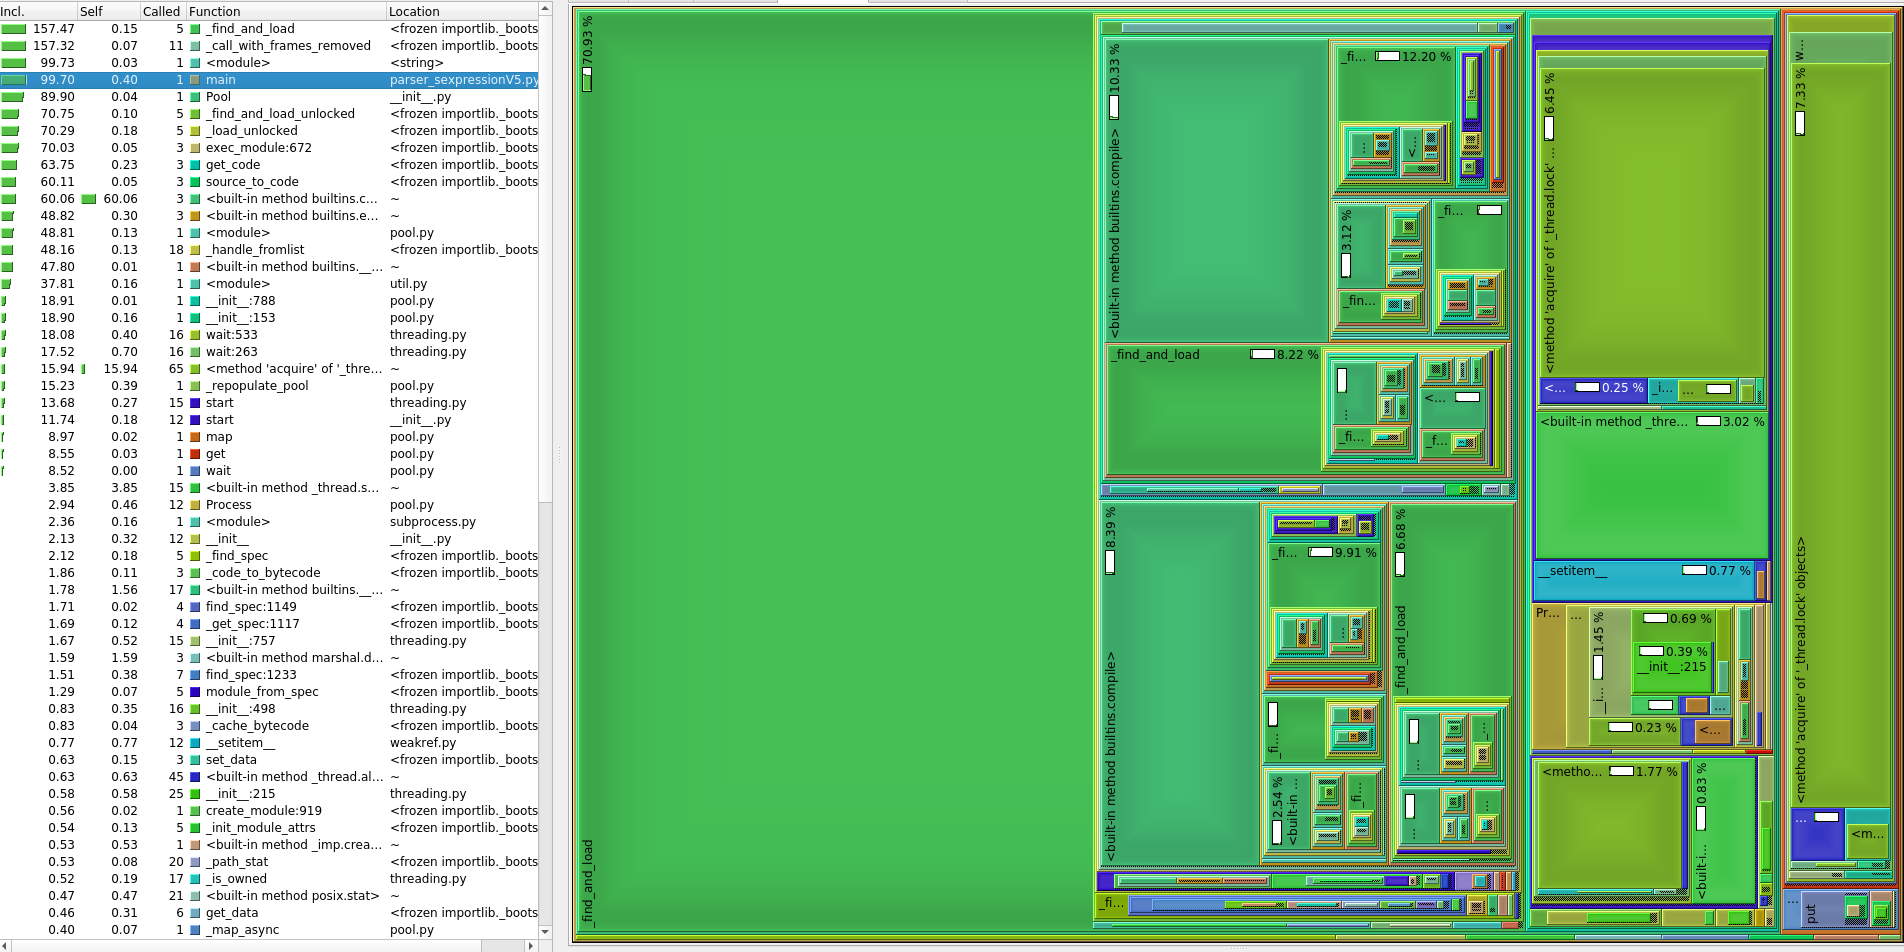 Incl. Self Called Function Location
157.47 0.15 5 _find_and_load <frozen importlib._boots
157.32 0.07 11 _call_with_frames_removed <frozen importlib._boots
99.73 0.03 1 <module> <string>
99.70 0.40 1 main parser_sexpressionV5.py
89.90 0.04 1 Pool __init__.py
70.75 0.10 5 _find_and_load_unlocked <frozen importlib._boots
70.29 0.18 5 _load_unlocked <frozen importlib._boots
70.03 0.05 3 exec_module:672 <frozen importlib._boots
63.75 0.23 3 get_code <frozen importlib._boots
60.11 0.05 3 source_to_code <frozen importlib._boots
60.06 60.06 3 <built-in method builtins.c... ~
48.82 0.30 3 <built-in method builtins.e... ~
48.81 0.13 1 <module> pool.py
48.16 0.13 18 _handle_fromlist <frozen importlib._boots
47.80 0.01 1 <built-in method builtins.__... ~
37.81 0.16 1 <module> util.py
18.91 0.01 1 __init__:788 pool.py
18.90 0.16 1 __init__:153 pool.py
18.08 0.40 16 wait:533 threading.py
17.52 0.70 16 wait:263 threading.py
15.94 15.94 65 <method 'acquire' of '_thre... ~
15.23 0.39 1 _repopulate_pool pool.py
13.68 0.27 15 start threading.py
11.74 0.18 12 start __init__.py
8.97 0.02 1 map pool.py
8.55 0.03 1 get pool.py
8.52 0.00 1 wait pool.py
3.85 3.85 15 <built-in method _thread.s... ~
2.94 0.46 12 Process pool.py
2.36 0.16 1 <module> subprocess.py
2.13 0.32 12 __init__ __init__.py
2.12 0.18 5 _find_spec <frozen importlib._boots
1.86 0.11 3 _code_to_bytecode <frozen importlib._boots
1.78 1.56 17 <built-in method builtins.__... ~
1.71 0.02 4 find_spec:1149 <frozen importlib._boots
1.69 0.12 4 _get_spec:1117 <frozen importlib._boots
1.67 0.52 15 __init__:757 threading.py
1.59 1.59 3 <built-in method marshal.d... ~
1.51 0.38 7 find_spec:1233 <frozen importlib._boots
1.29 0.07 5 module_from_spec <frozen importlib._boots
0.83 0.35 16 __init__:498 threading.py
0.83 0.04 3 _cache_bytecode <frozen importlib._boots
0.77 0.77 12 __setitem__ weakref.py
0.63 0.15 3 set_data <frozen importlib._boots
0.63 0.63 45 <built-in method _thread.al... ~
0.58 0.58 25 __init__:215 threading.py
0.56 0.02 1 create_module:919 <frozen importlib._boots
0.54 0.13 5 _init_module_attrs <frozen importlib._boots
0.53 0.53 1 <built-in method _imp.crea... ~
0.53 0.08 20 _path_stat <frozen importlib._boots
0.52 0.19 17 _is_owned threading.py
0.47 0.47 21 <built-in method posix.stat> ~
0.46 0.31 6 get_data <frozen importlib._boots
0.40 0.07 1 _map_async pool.py
_find_and_load 70.93 %
<built-in method builtins.compile> 10.33 %
_fi... 12.20 %
...
<...
3.12 %
_fin...
_fi...
_find_and_load 8.22 %
...
<...
_fi...
_f...
<built-in method builtins.compile> 8.39 %
_fi... 9.91 %
...
_find_and_load 6.68 %
_fi...
<built-in ... 2.54 %
_fi...
...
...
...
...
_fi...
<method 'acquire' of '_thread.lock' ... 6.45 %
<... 0.25 %
_i...
...
<built-in method _thre... 3.02 %
__setitem__ 0.77 %
Pr...
...
__i... 1.45 %
0.69 %
0.39 %
__init__:215
...
0.23 %
<...
<metho... 1.77 %
<built-i... 0.83 %
w...
<method 'acquire' of '_thread.lock' objects> 7.33 %
...
<m...
...
put